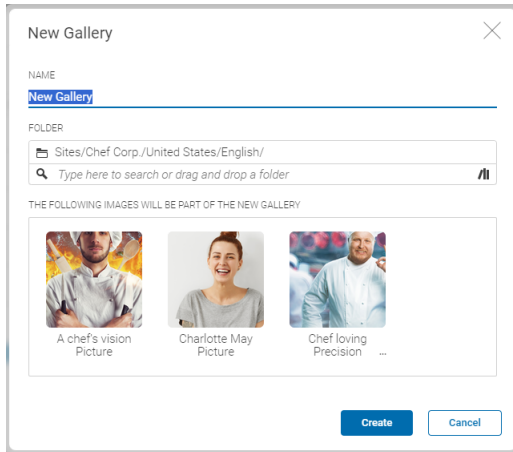 New Gallery
NAME
New Gallery
FOLDER
Sites/Chef Corp./United States/English/
Type here to search or drag and drop a folder
THE FOLLOWING IMAGES WILL BE PART OF THE NEW GALLERY
A chef's vision Picture
Charlotte May Picture
Chef loving Precision ...
Create
Cancel